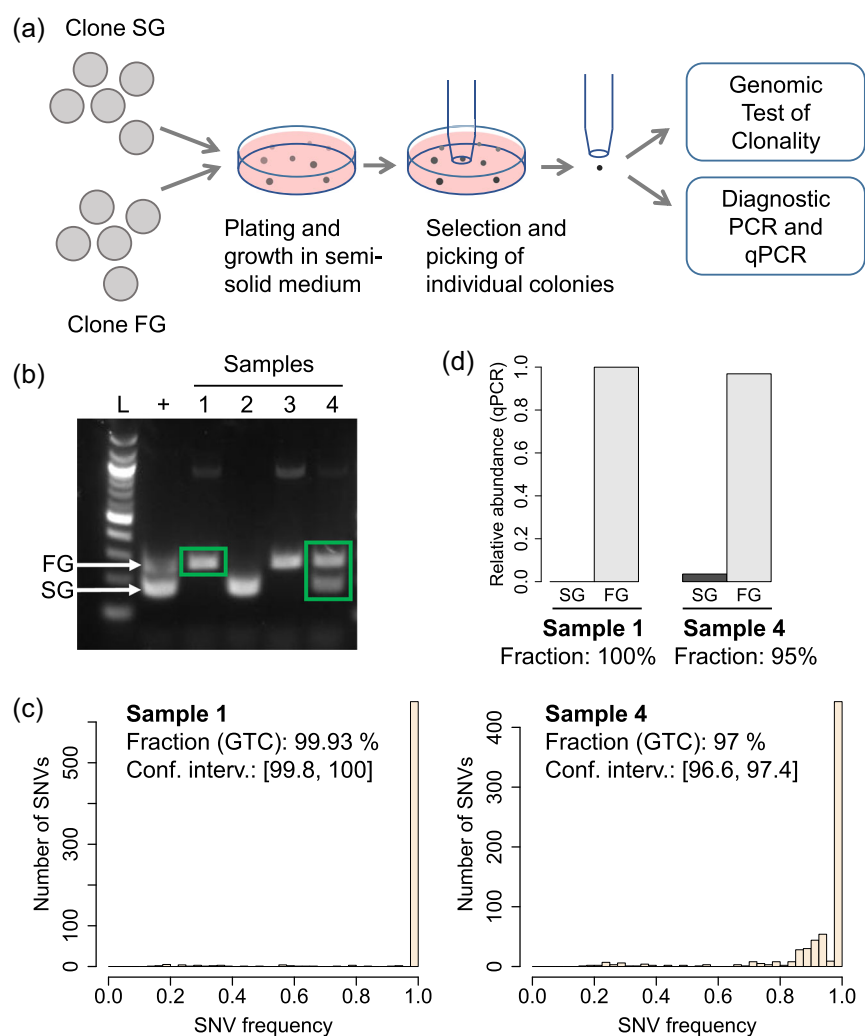 (a)
Clone SG
Clone FG
Plating and
growth in semi-
solid medium
Selection and
picking of
individual colonies
Genomic
Test of
Clonality
Diagnostic
PCR and
qPCR
(b)
Samples
L + 1 2 3 4
FG
SG
(d)
Relative abundance (qPCR)
1.0
0.8
0.6
0.4
0.2
0.0
SG FG SG FG
Sample 1 Sample 4
Fraction: 100% Fraction: 95%
(c)
Sample 1
Fraction (GTC): 99.93 %
Conf. interv.: [99.8, 100]
Number of SNVs
500
300
100
0
0.0 0.2 0.4 0.6 0.8 1.0
SNV frequency
Sample 4
Fraction (GTC): 97 %
Conf. interv.: [96.6, 97.4]
Number of SNVs
400
300
200
100
0
0.0 0.2 0.4 0.6 0.8 1.0
SNV frequency